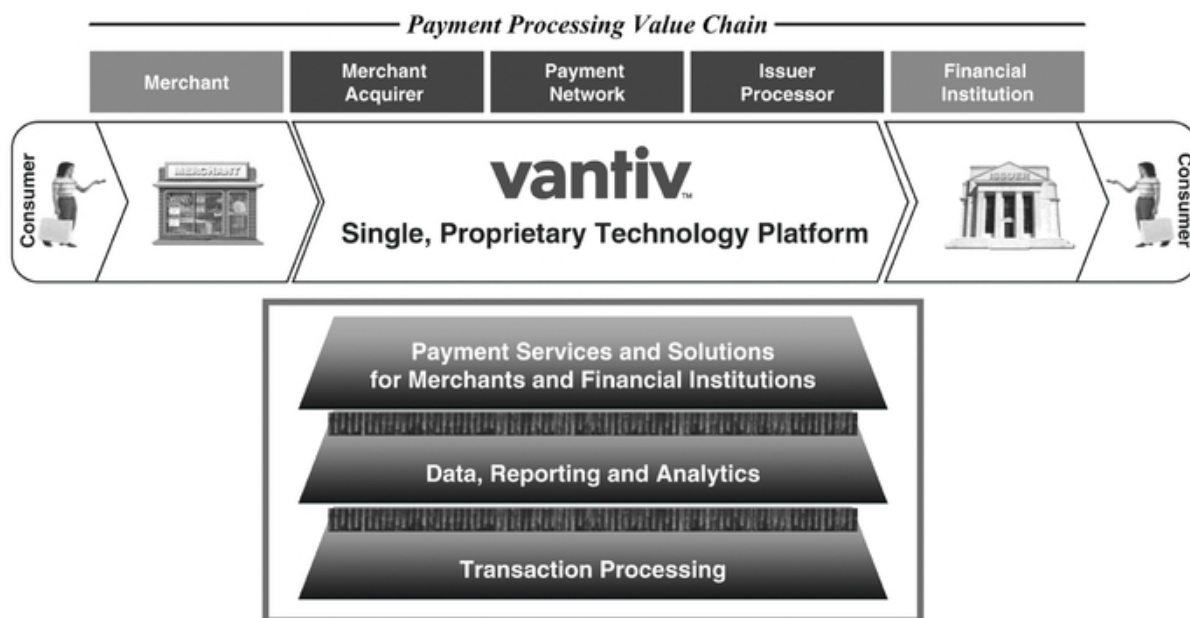 Payment Processing Value Chain
Merchant
Merchant
Acquirer
Payment
Network
Issuer
Processor
Financial
Institution
Consumer
MERCHANT
vantiv™
Single, Proprietary Technology Platform
ISSUER
Consumer
Payment Services and Solutions
for Merchants and Financial Institutions
Data, Reporting and Analytics
Transaction Processing